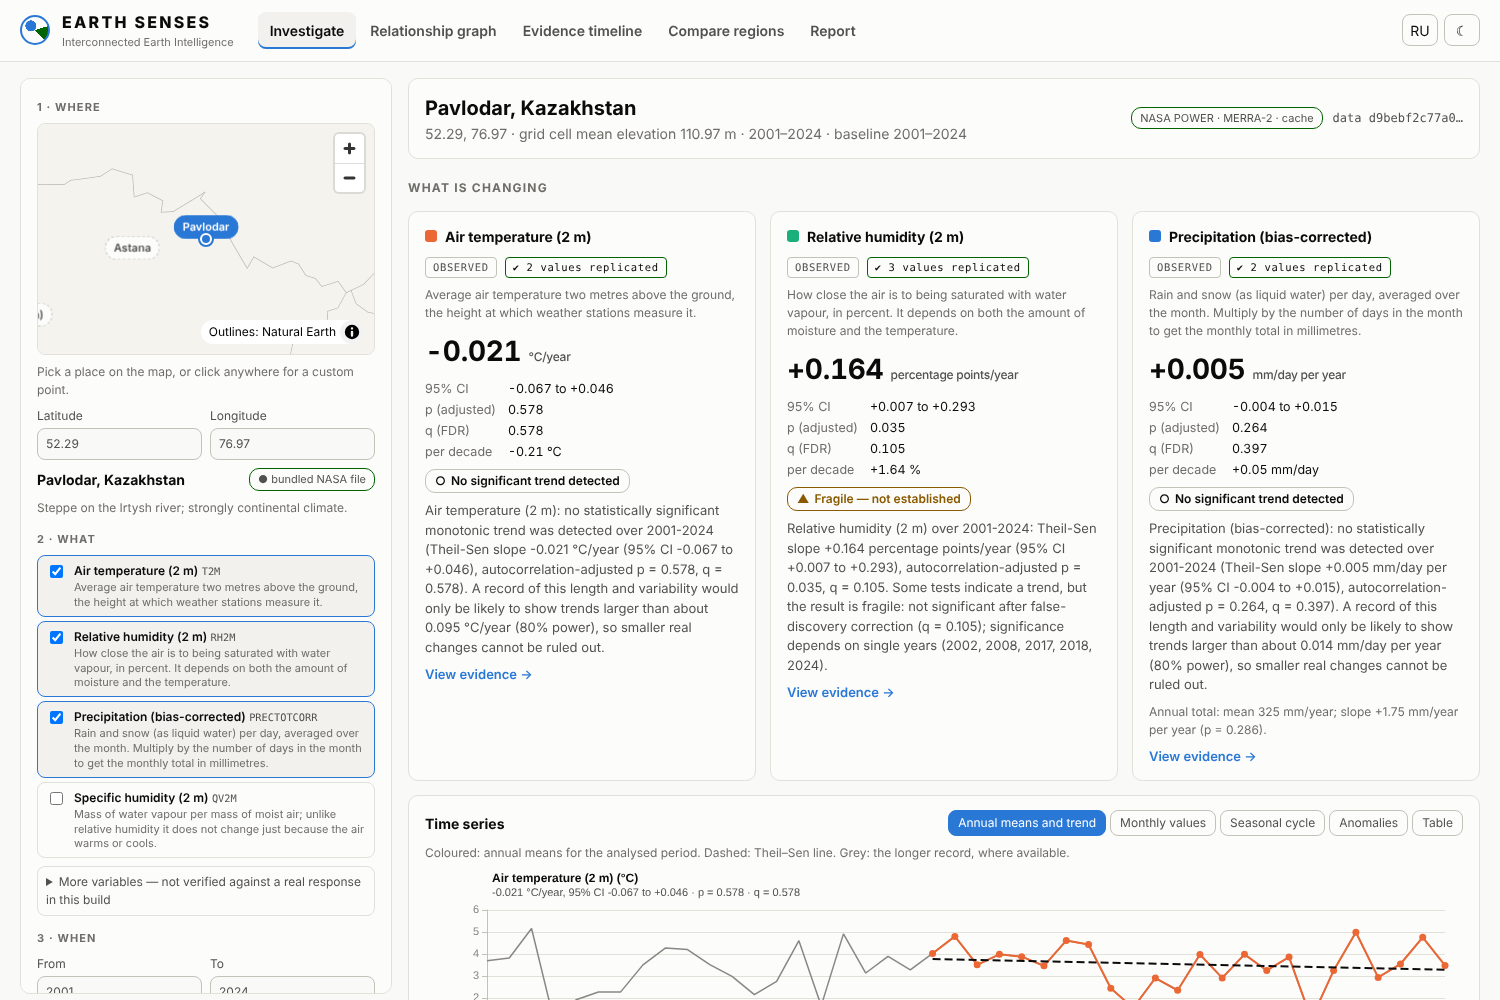 EARTH SENSES
Interconnected Earth Intelligence
Investigate
Relationship graph
Evidence timeline
Compare regions
Report
RU
1 · WHERE
Pavlodar
Astana
Outlines: Natural Earth
Pick a place on the map, or click anywhere for a custom
point.
Latitude
Longitude
52.29
76.97
Pavlodar, Kazakhstan
bundled NASA file
Steppe on the Irtysh river; strongly continental climate.
2 · WHAT
Air temperature (2 m) T2M
Average air temperature two metres above the ground,
the height at which weather stations measure it.
Relative humidity (2 m) RH2M
How close the air is to being saturated with water
vapour, in percent. It depends on both the amount of
moisture and the temperature.
Precipitation (bias-corrected) PRECTOTCORR
Rain and snow (as liquid water) per day, averaged over
the month. Multiply by the number of days in the month
to get the monthly total in millimetres.
Specific humidity (2 m) QV2M
Mass of water vapour per mass of moist air; unlike
relative humidity it does not change just because the air
warms or cools.
More variables — not verified against a real response
in this build
3 · WHEN
From
To
2001
2024
Pavlodar, Kazakhstan
52.29, 76.97 · grid cell mean elevation 110.97 m · 2001–2024 · baseline 2001–2024
NASA POWER · MERRA-2 · cache
data d9bebf2c77a0…
WHAT IS CHANGING
Air temperature (2 m)
OBSERVED
✔ 2 values replicated
Average air temperature two metres above the ground,
the height at which weather stations measure it.
-0.021 °C/year
95% CI -0.067 to +0.046
p (adjusted) 0.578
q (FDR) 0.578
per decade -0.21 °C
No significant trend detected
Air temperature (2 m): no statistically significant
monotonic trend was detected over 2001-2024
(Theil-Sen slope -0.021 °C/year (95% CI -0.067 to
+0.046), autocorrelation-adjusted p = 0.578, q =
0.578). A record of this length and variability would
only be likely to show trends larger than about
0.095 °C/year (80% power), so smaller real
changes cannot be ruled out.
View evidence →
Relative humidity (2 m)
OBSERVED
✔ 3 values replicated
How close the air is to being saturated with water
vapour, in percent. It depends on both the amount of
moisture and the temperature.
+0.164 percentage points/year
95% CI +0.007 to +0.293
p (adjusted) 0.035
q (FDR) 0.105
per decade +1.64 %
Fragile — not established
Relative humidity (2 m) over 2001-2024: Theil-Sen
slope +0.164 percentage points/year (95% CI
+0.007 to +0.293), autocorrelation-adjusted p =
0.035, q = 0.105. Some tests indicate a trend, but
the result is fragile: not significant after false-
discovery correction (q = 0.105); significance
depends on single years (2002, 2008, 2017, 2018,
2024).
View evidence →
Precipitation (bias-corrected)
OBSERVED
✔ 2 values replicated
Rain and snow (as liquid water) per day, averaged over
the month. Multiply by the number of days in the month
to get the monthly total in millimetres.
+0.005 mm/day per year
95% CI -0.004 to +0.015
p (adjusted) 0.264
q (FDR) 0.397
per decade +0.05 mm/day
No significant trend detected
Precipitation (bias-corrected): no statistically
significant monotonic trend was detected over
2001-2024 (Theil-Sen slope +0.005 mm/day per
year (95% CI -0.004 to +0.015), autocorrelation-
adjusted p = 0.264, q = 0.397). A record of this
length and variability would only be likely to show
trends larger than about 0.014 mm/day per year
(80% power), so smaller real changes cannot be
ruled out.
Annual total: mean 325 mm/year; slope +1.75 mm/year
per year (p = 0.286).
View evidence →
Time series
Annual means and trend
Monthly values
Seasonal cycle
Anomalies
Table
Coloured: annual means for the analysed period. Dashed: Theil–Sen line. Grey: the longer record, where available.
Air temperature (2 m) (°C)
-0.021 °C/year, 95% CI -0.067 to +0.046 · p = 0.578 · q = 0.578
6
5
4
3
2